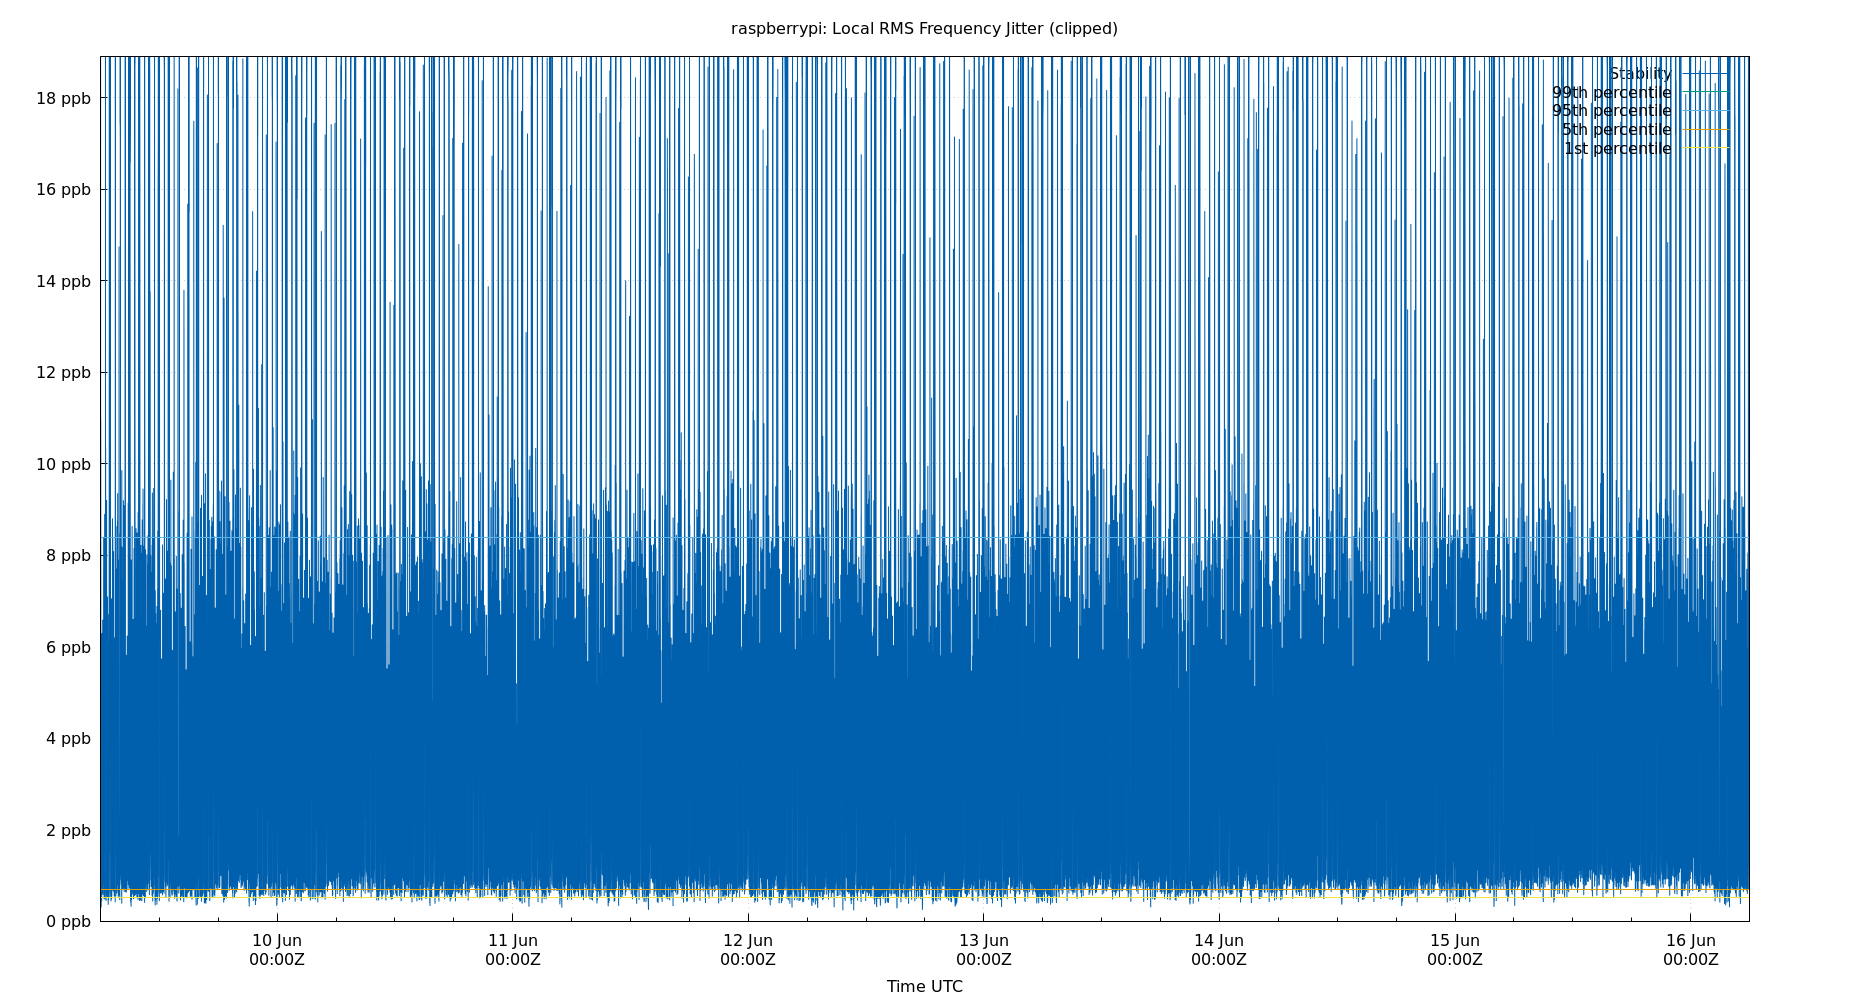 raspberrypi: Local RMS Frequency Jitter (clipped)
Stability
99th percentile
95th percentile
5th percentile
1st percentile
18 ppb
16 ppb
14 ppb
12 ppb
10 ppb
8 ppb
6 ppb
4 ppb
2 ppb
0 ppb
10 Jun 11 Jun 12 Jun 13 Jun 14 Jun 15 Jun 16 Jun
00:00Z 00:00Z 00:00Z 00:00Z 00:00Z 00:00Z 00:00Z
Time UTC